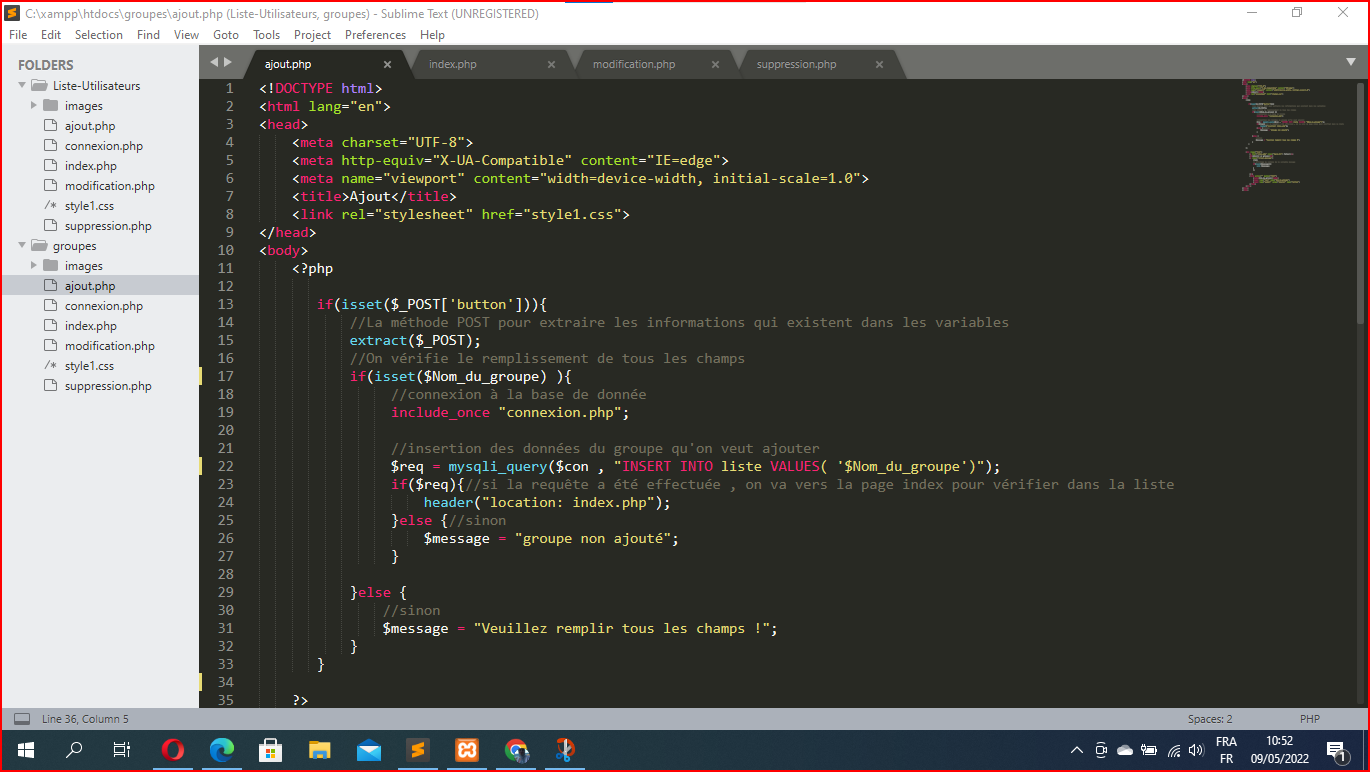 C:\xampp\htdocs\groupes\ajout.php (Liste-Utilisateurs, groupes) - Sublime Text (UNREGISTERED)
File Edit Selection Find View Goto Tools Project Preferences Help
FOLDERS
Liste-Utilisateurs
images
ajout.php
connexion.php
index.php
modification.php
/* style1.css
suppression.php
groupes
images
ajout.php
connexion.php
index.php
modification.php
/* style1.css
suppression.php
ajout.php × index.php × modification.php × suppression.php ×
1 <!DOCTYPE html>
2 <html lang="en">
3 <head>
4 <meta charset="UTF-8">
5 <meta http-equiv="X-UA-Compatible" content="IE=edge">
6 <meta name="viewport" content="width=device-width, initial-scale=1.0">
7 <title>Ajout</title>
8 <link rel="stylesheet" href="style1.css">
9 </head>
10 <body>
11 <?php
12
13 if(isset($_POST['button'])){
14 //La méthode POST pour extraire les informations qui existent dans les variables
15 extract($_POST);
16 //On vérifie le remplissement de tous les champs
17 if(isset($Nom_du_groupe) ){
18 //connexion à la base de donnée
19 include_once "connexion.php";
20
21 //insertion des données du groupe qu'on veut ajouter
22 $req = mysqli_query($con , "INSERT INTO liste VALUES( '$Nom_du_groupe')");
23 if($req){//si la requête a été effectuée , on va vers la page index pour vérifier dans la liste
24 header("location: index.php");
25 }else {//sinon
26 $message = "groupe non ajouté";
27 }
28
29 }else {
30 //sinon
31 $message = "Veuillez remplir tous les champs !";
32 }
33 }
34
35 ?>
Line 36, Column 5 Spaces: 2 PHP
FRA 10:52
FR 09/05/2022
1